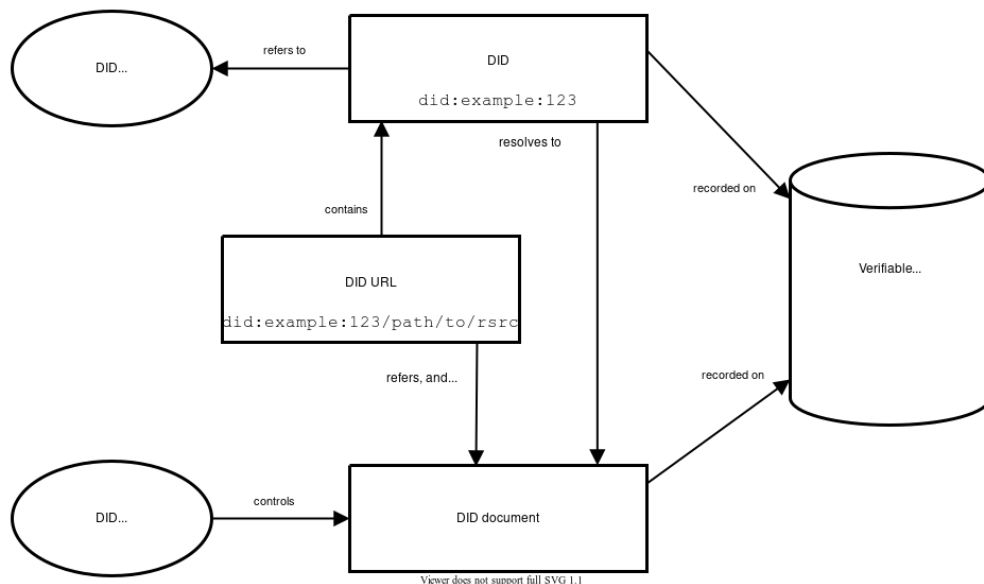 DID...
refers to
DID
did:example:123
resolves to
recorded on
contains
DID URL
did:example:123/path/to/rsrc
Verifiable...
refers, and...
recorded on
DID...
controls
DID document
Viewer does not support full SVG 1.1